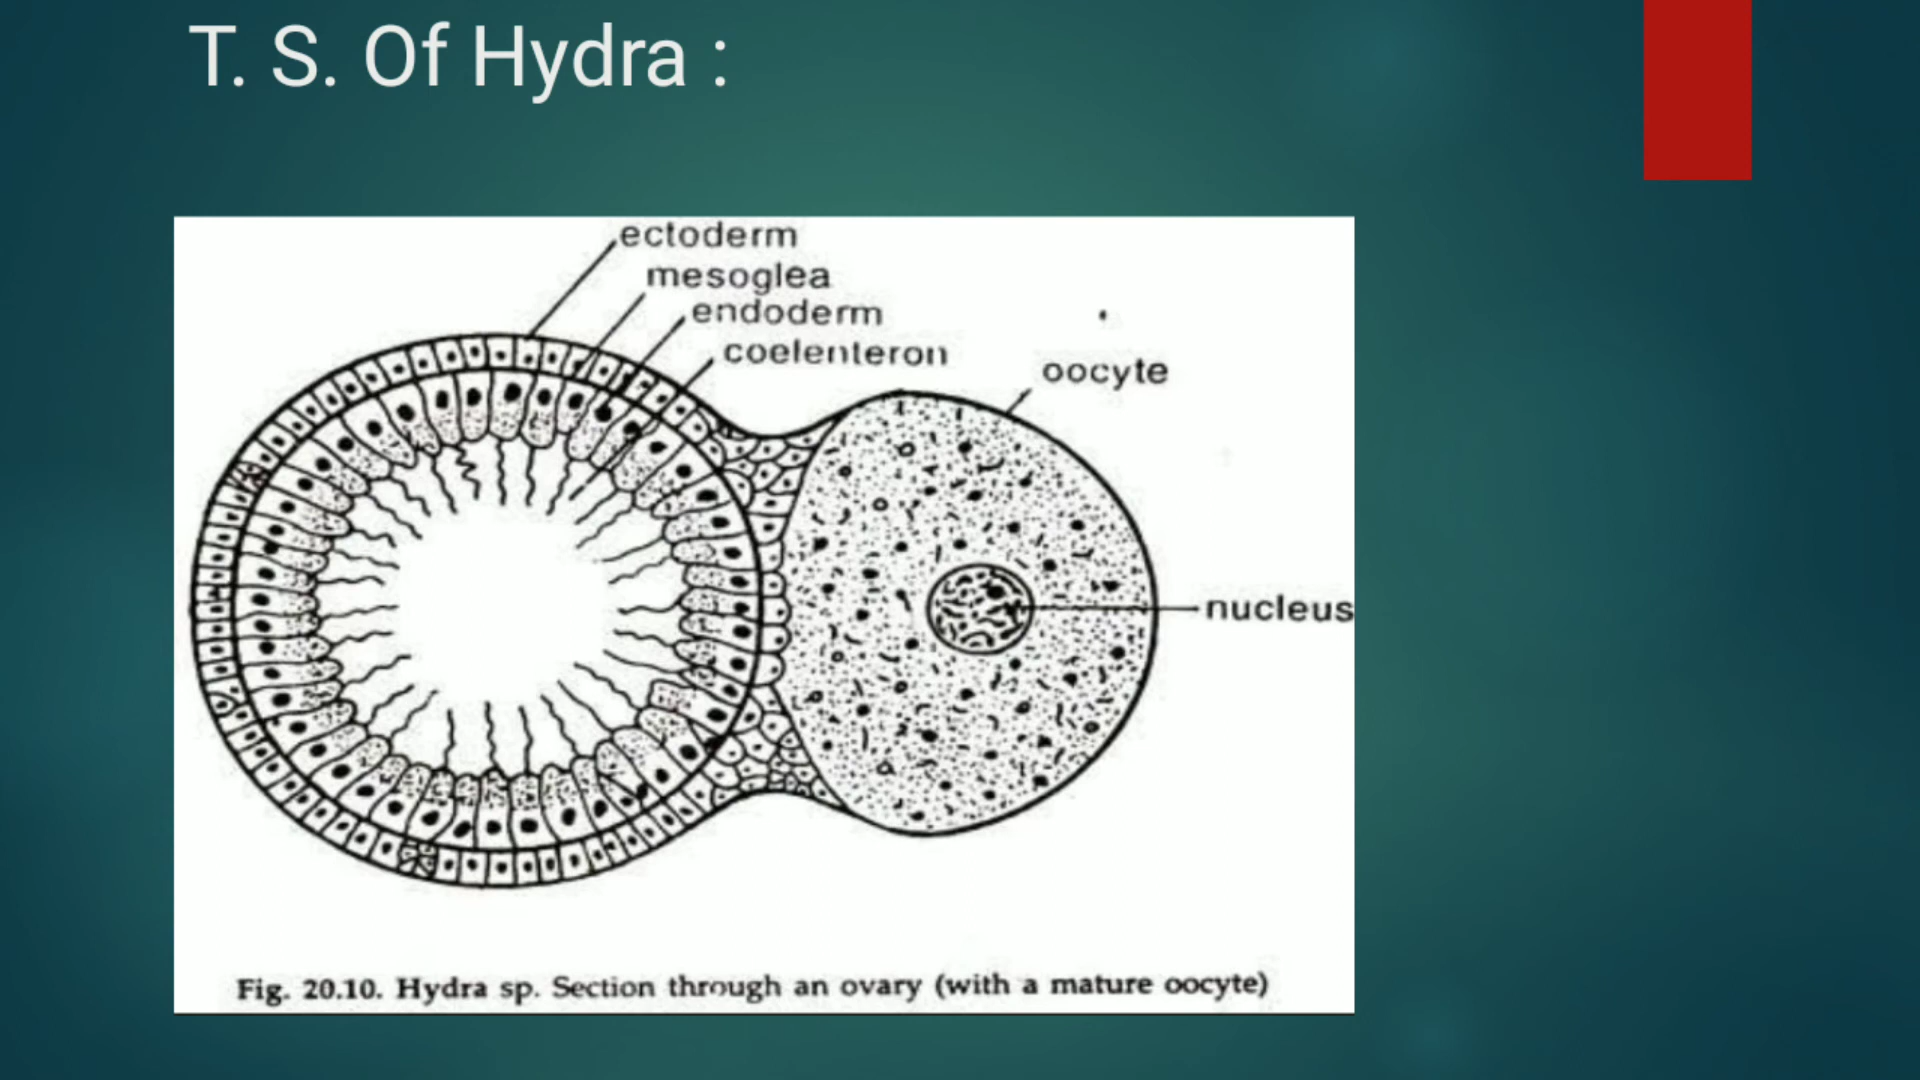 T. S. Of Hydra :
ectoderm
mesoglea
endoderm
coelenteron
oocyte
nucleus
Fig. 20.10. Hydra sp. Section through an ovary (with a mature oocyte)